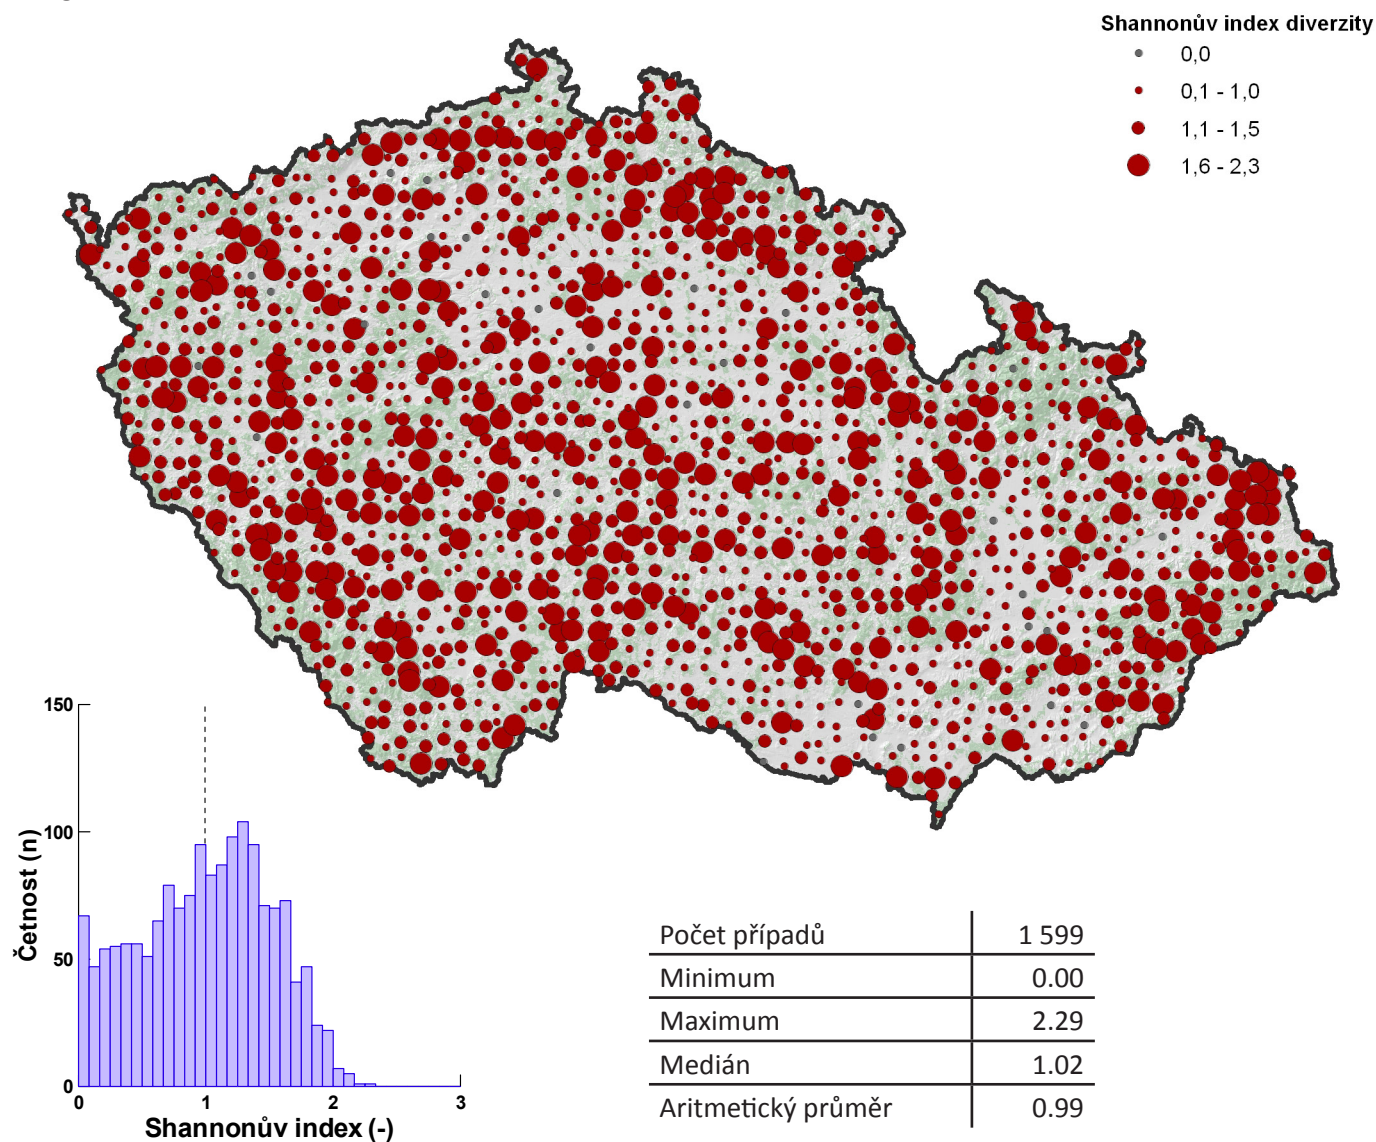 Shannonův index diverzity
0,0
0,1 - 1,0
1,1 - 1,5
1,6 - 2,3
150
100
50
0
Četnost (n)
0 1 2 3
Shannonův index (-)
Počet případů 1 599
Minimum 0.00
Maximum 2.29
Medián 1.02
Aritmetický průměr 0.99